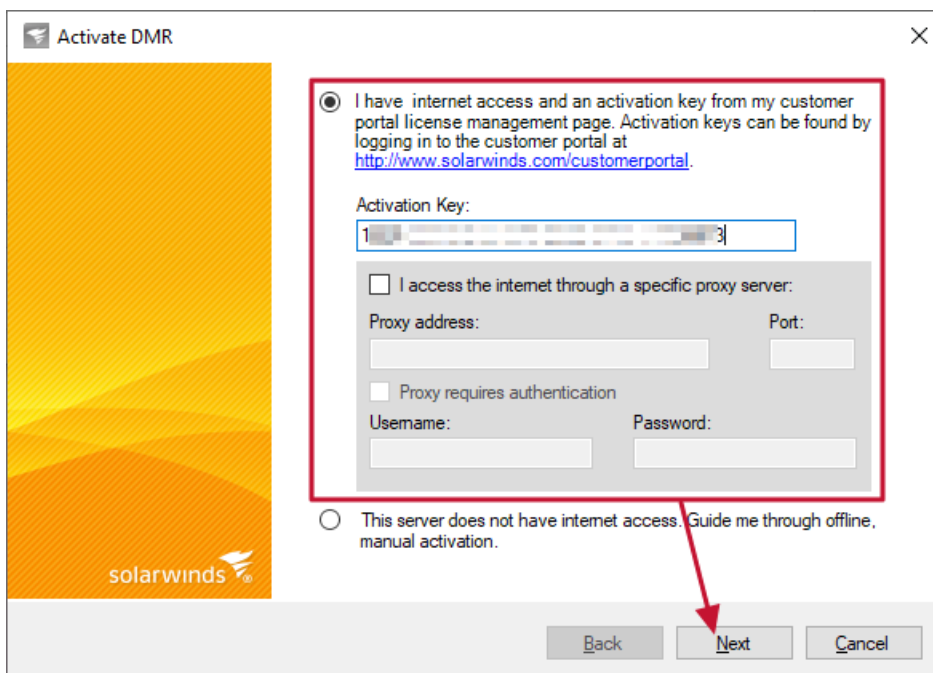 Activate DMR
I have internet access and an activation key from my customer
portal license management page. Activation keys can be found by
logging in to the customer portal at
http://www.solarwinds.com/customerportal.
Activation Key:
I access the internet through a specific proxy server:
Proxy address:
Port:
Proxy requires authentication
Username:
Password:
This server does not have internet access. Guide me through offline,
manual activation.
solarwinds
Back
Next
Cancel